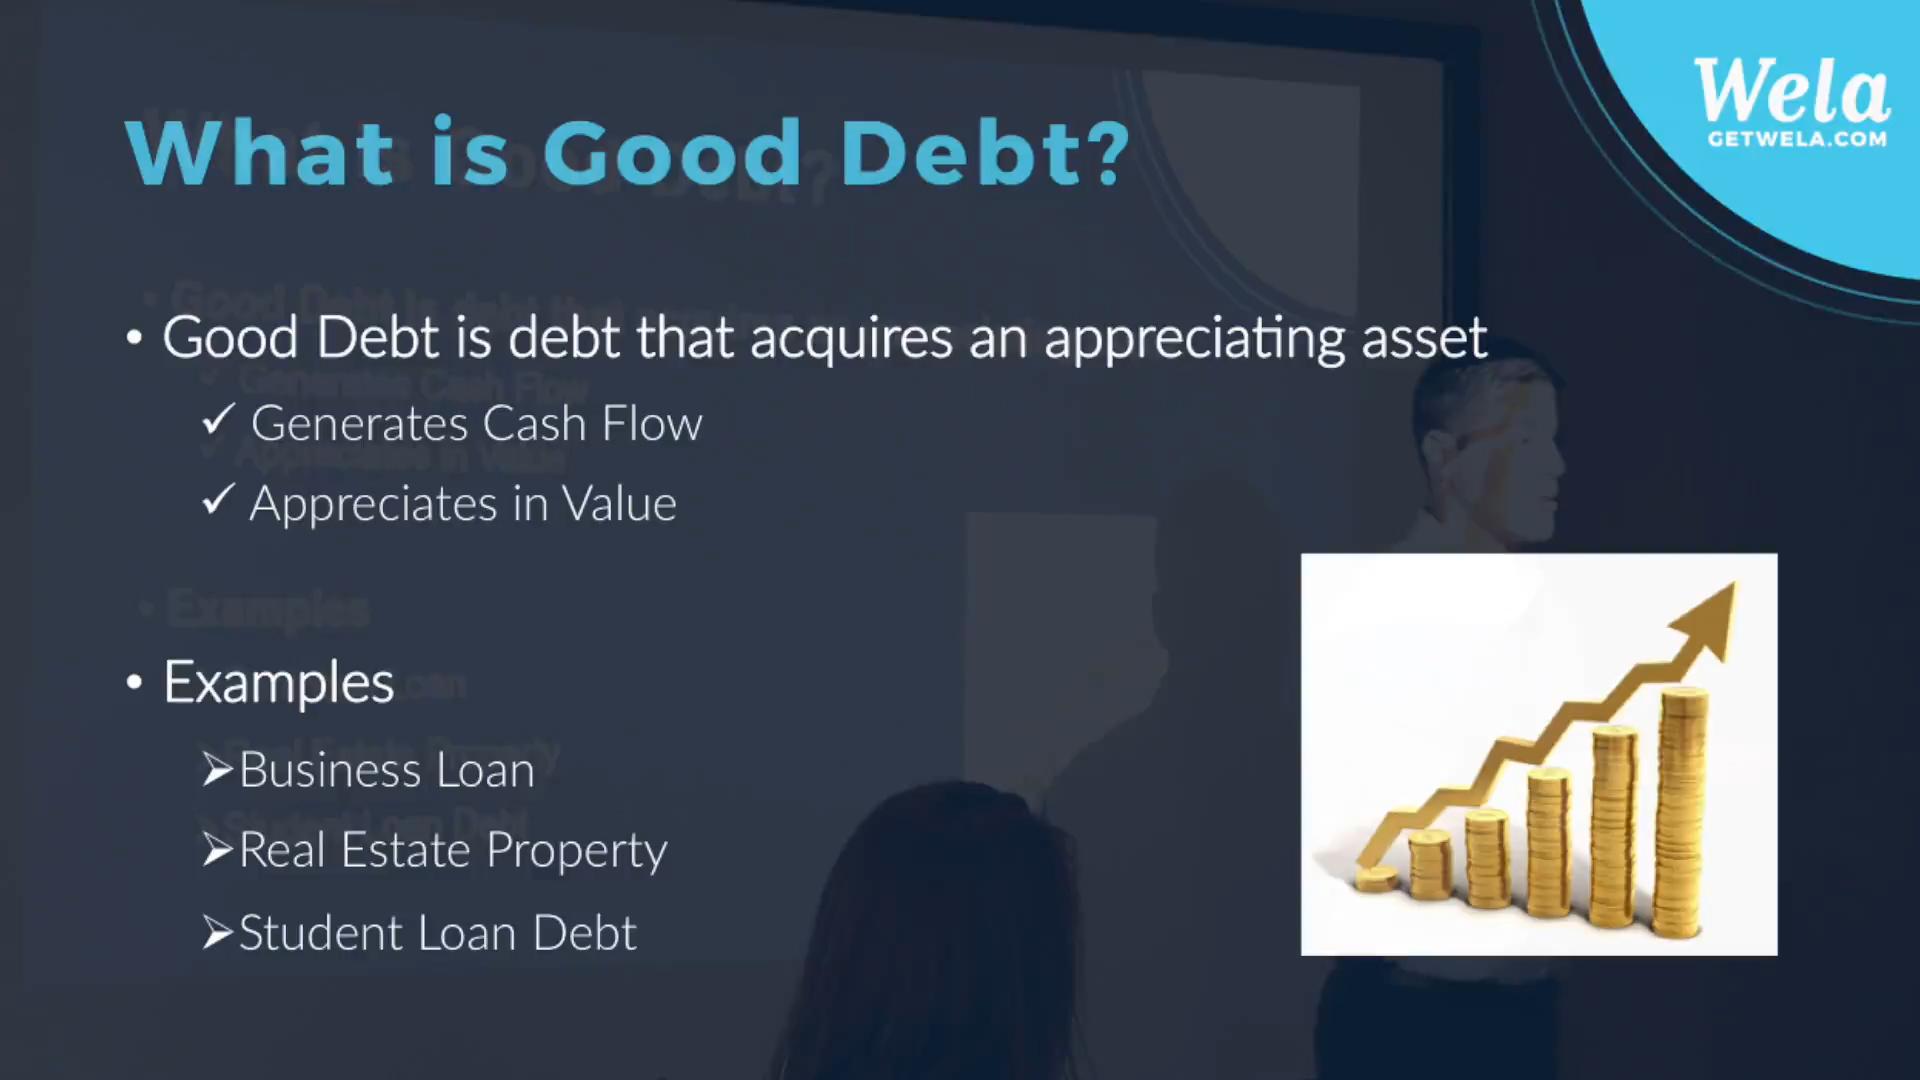 What is Good Debt?
Wela
GETWELA.COM
• Good Debt is debt that acquires an appreciating asset
✓ Generates Cash Flow
✓ Appreciates in Value
• Examples
➢Business Loan
➢Real Estate Property
➢Student Loan Debt